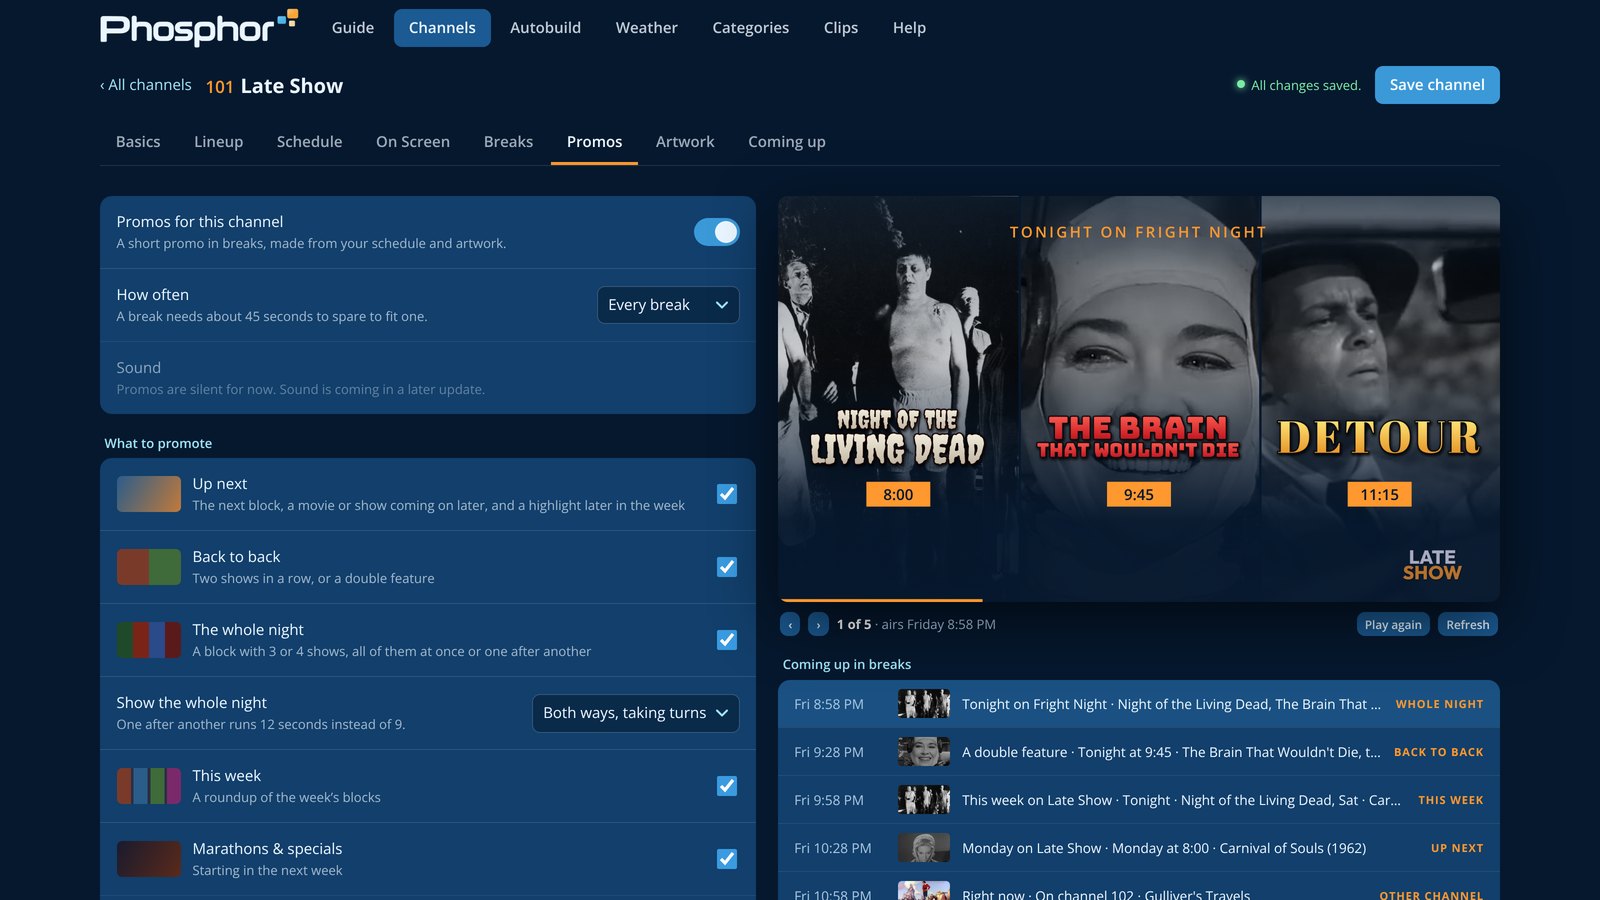 Phosphor
Guide
Channels
Autobuild
Weather
Categories
Clips
Help
‹ All channels
101 Late Show
All changes saved.
Save channel
Basics
Lineup
Schedule
On Screen
Breaks
Promos
Artwork
Coming up
Promos for this channel
A short promo in breaks, made from your schedule and artwork.
How often
A break needs about 45 seconds to spare to fit one.
Every break
Sound
Promos are silent for now. Sound is coming in a later update.
What to promote
Up next
The next block, a movie or show coming on later, and a highlight later in the week
Back to back
Two shows in a row, or a double feature
The whole night
A block with 3 or 4 shows, all of them at once or one after another
Show the whole night
One after another runs 12 seconds instead of 9.
Both ways, taking turns
This week
A roundup of the week's blocks
Marathons & specials
Starting in the next week
TONIGHT ON FRIGHT NIGHT
NIGHT OF THE
LIVING DEAD
8:00
THE BRAIN
THAT WOULDN'T DIE
9:45
DETOUR
11:15
LATE
SHOW
‹ › 1 of 5 · airs Friday 8:58 PM
Play again
Refresh
Coming up in breaks
Fri 8:58 PM Tonight on Fright Night · Night of the Living Dead, The Brain That ... WHOLE NIGHT
Fri 9:28 PM A double feature · Tonight at 9:45 · The Brain That Wouldn't Die, t... BACK TO BACK
Fri 9:58 PM This week on Late Show · Tonight · Night of the Living Dead, Sat · Car... THIS WEEK
Fri 10:28 PM Monday on Late Show · Monday at 8:00 · Carnival of Souls (1962) UP NEXT
Fri 10:58 PM Right now · On channel 102 · Gulliver's Travels OTHER CHANNEL